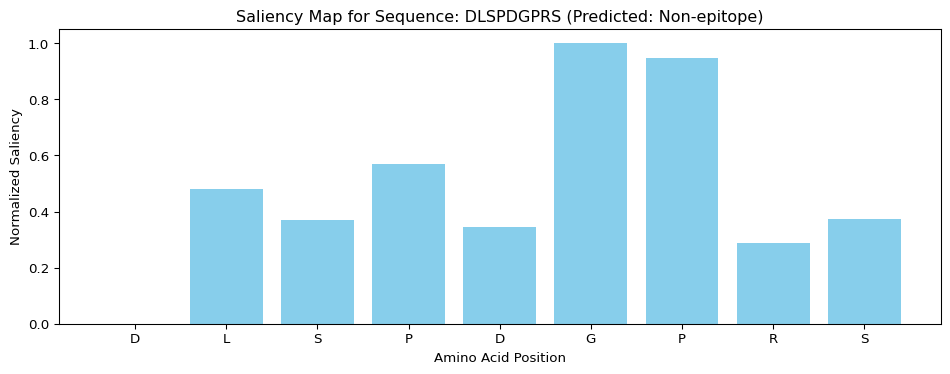 Saliency Map for Sequence: DLSPDGPRS (Predicted: Non-epitope)
Normalized Saliency
1.0
0.8
0.6
0.4
0.2
0.0
D L S P D G P R S
Amino Acid Position